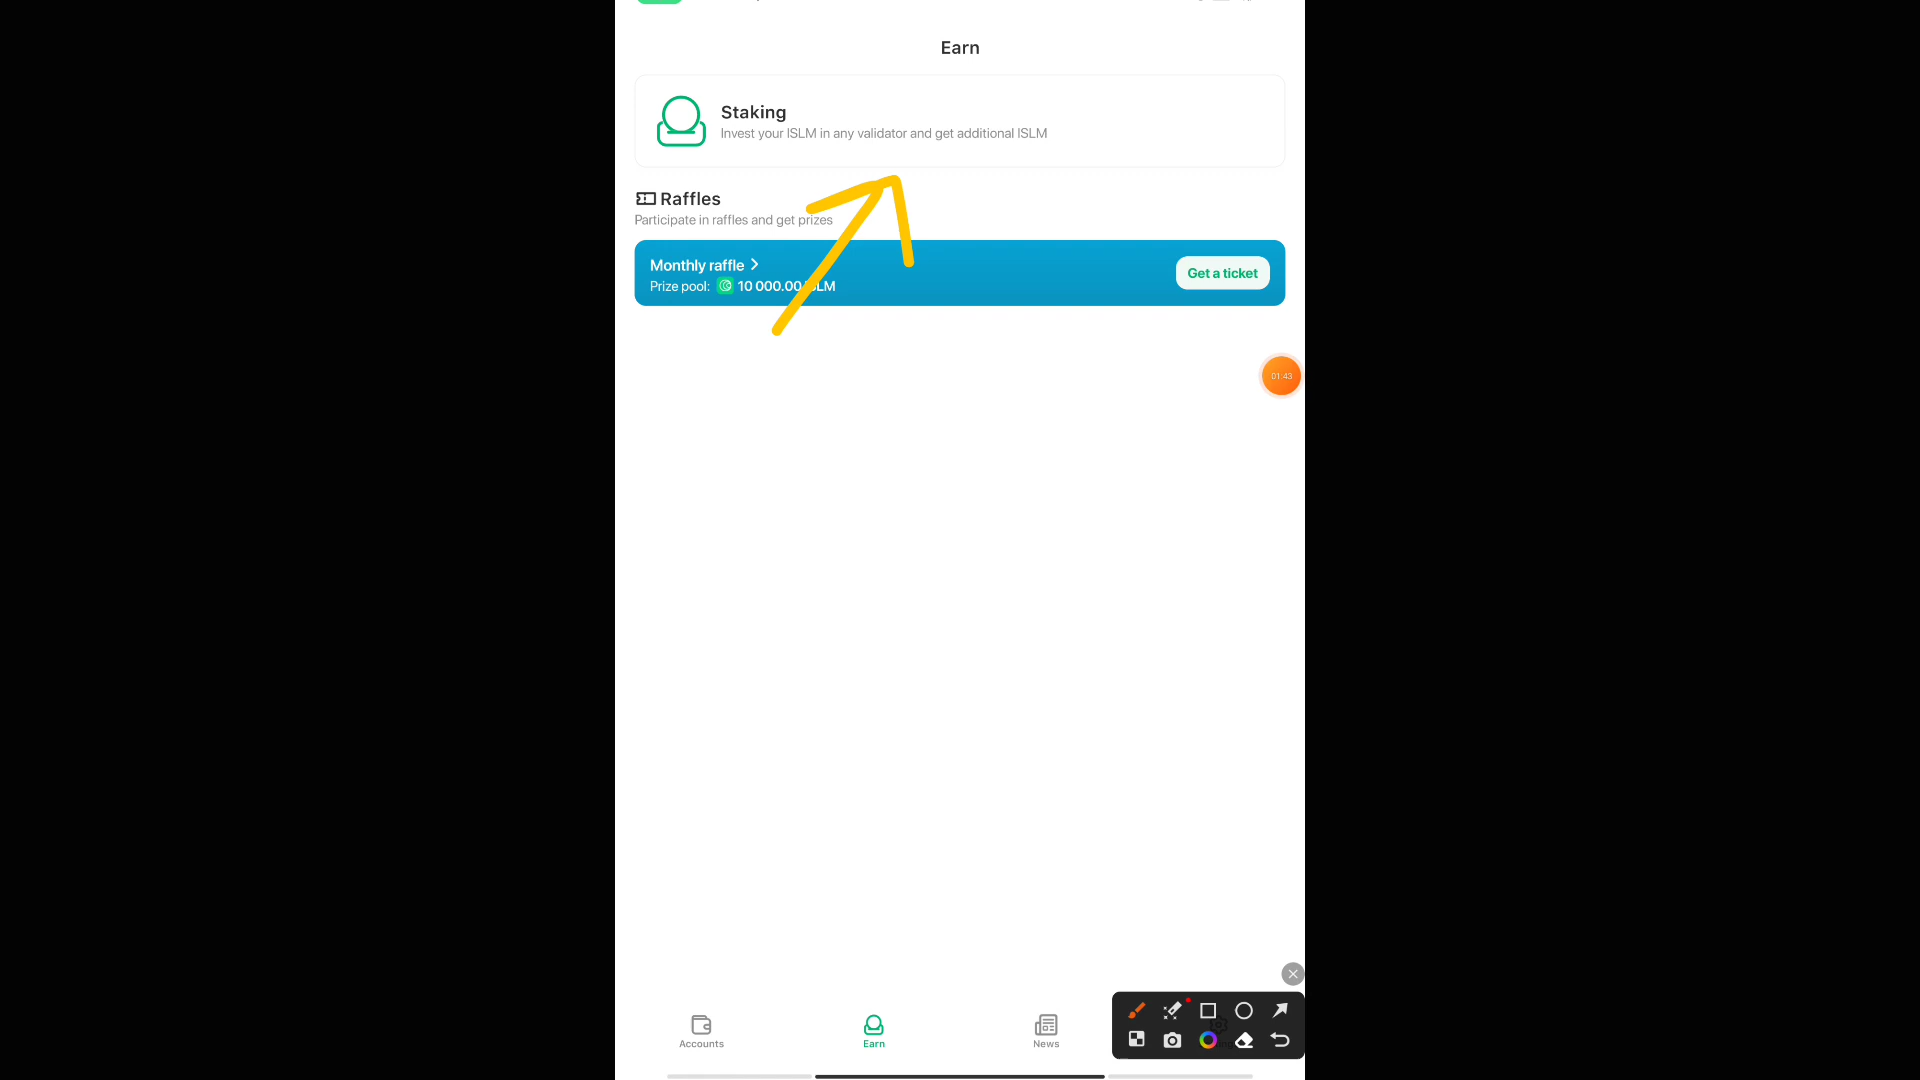 Earn
Staking
Invest your ISLM in any validator and get additional ISLM
Raffles
Participate in raffles and get prizes
Monthly raffle
Get a ticket
Prize pool: 10 000.00 ISLM
01:43
Accounts
Earn
News